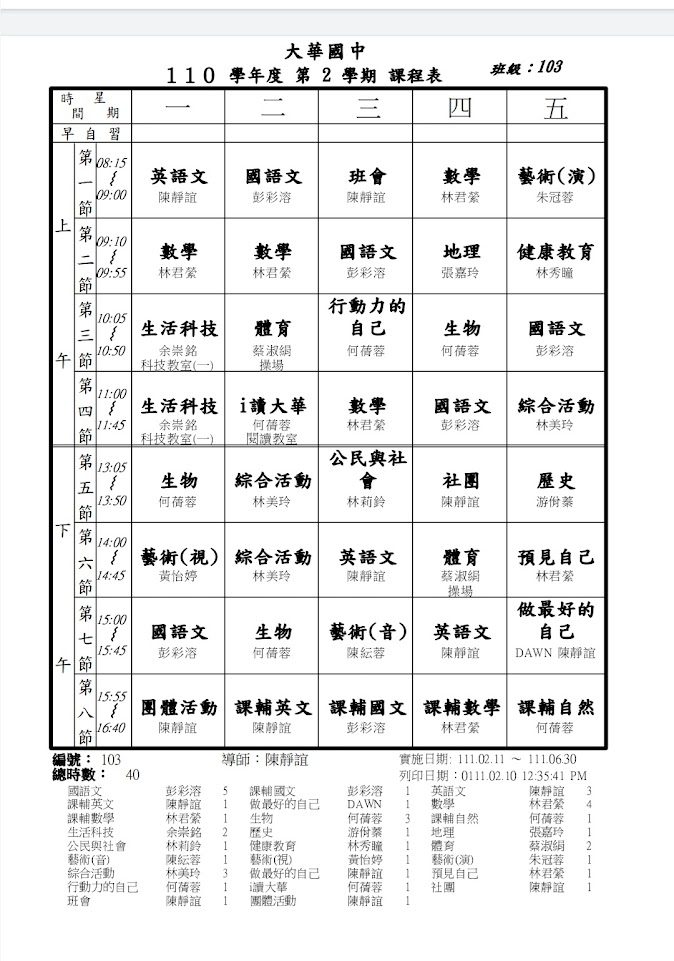 大華國中
110 學年度 第 2 學期 課程表 班級：103
時間 星期 一 二 三 四 五
早自習
上午
第一節 08:15 ~ 09:00 英語文 陳靜誼 國語文 彭彩溶 班會 陳靜誼 數學 林君縈 藝術(演) 朱冠蓉
第二節 09:10 ~ 09:55 數學 林君縈 數學 林君縈 國語文 彭彩溶 地理 張嘉玲 健康教育 林秀瞳
第三節 10:05 ~ 10:50 生活科技 余崇銘 科技教室(一) 體育 蔡淑絹 操場 行動力的自己 何蒨蓉 生物 何蒨蓉 國語文 彭彩溶
第四節 11:00 ~ 11:45 生活科技 余崇銘 科技教室(一) i讀大華 何蒨蓉 閱讀教室 數學 林君縈 國語文 彭彩溶 綜合活動 林美玲
下午
第五節 13:05 ~ 13:50 生物 何蒨蓉 綜合活動 林美玲 公民與社會 林莉鈴 社團 陳靜誼 歷史 游佾蓁
第六節 14:00 ~ 14:45 藝術(視) 黃怡婷 綜合活動 林美玲 英語文 陳靜誼 體育 蔡淑絹 操場 預見自己 林君縈
第七節 15:00 ~ 15:45 國語文 彭彩溶 生物 何蒨蓉 藝術(音) 陳紜蓉 英語文 陳靜誼 做最好的自己 DAWN 陳靜誼
第八節 15:55 ~ 16:40 團體活動 陳靜誼 課輔英文 陳靜誼 課輔國文 彭彩溶 課輔數學 林君縈 課輔自然 何蒨蓉
編號： 103 導師：陳靜誼 實施日期: 111.02.11 ～ 111.06.30
總時數： 40 列印日期：0111.02.10 12:35:41 PM
國語文 彭彩溶 5 課輔國文 彭彩溶 1 英語文 陳靜誼 3
課輔英文 陳靜誼 1 做最好的自己 DAWN 1 數學 林君縈 4
課輔數學 林君縈 1 生物 何蒨蓉 3 課輔自然 何蒨蓉 1
生活科技 余崇銘 2 歷史 游佾蓁 1 地理 張嘉玲 1
公民與社會 林莉鈴 1 健康教育 林秀瞳 1 體育 蔡淑絹 2
藝術(音) 陳紜蓉 1 藝術(視) 黃怡婷 1 藝術(演) 朱冠蓉 1
綜合活動 林美玲 3 做最好的自己 陳靜誼 1 預見自己 林君縈 1
行動力的自己 何蒨蓉 1 i讀大華 何蒨蓉 1 社團 陳靜誼 1
班會 陳靜誼 1 團體活動 陳靜誼 1